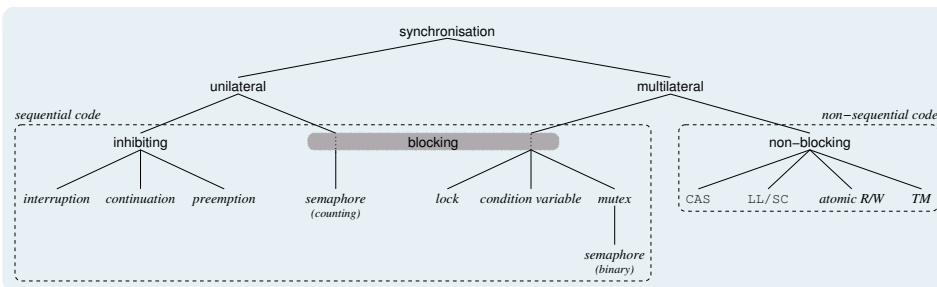 synchronisation
unilateral
multilateral
sequential code
non−sequential code
inhibiting
blocking
non−blocking
interruption
continuation
preemption
semaphore
(counting)
lock
condition variable
mutex
CAS
LL/SC
atomic R/W
TM
semaphore
(binary)